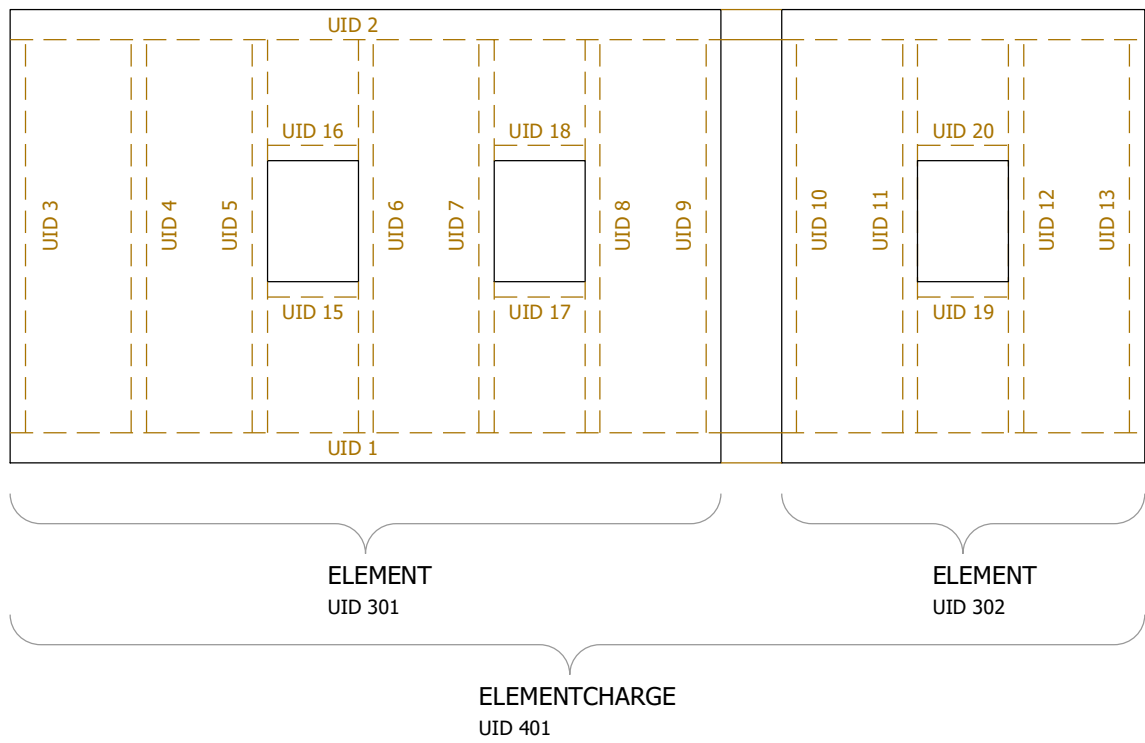 UID 2
UID 16
UID 18
UID 20
UID 3
UID 4
UID 5
UID 6
UID 7
UID 8
UID 9
UID 10
UID 11
UID 12
UID 13
UID 15
UID 17
UID 19
UID 1
ELEMENT
UID 301
ELEMENT
UID 302
ELEMENTCHARGE
UID 401